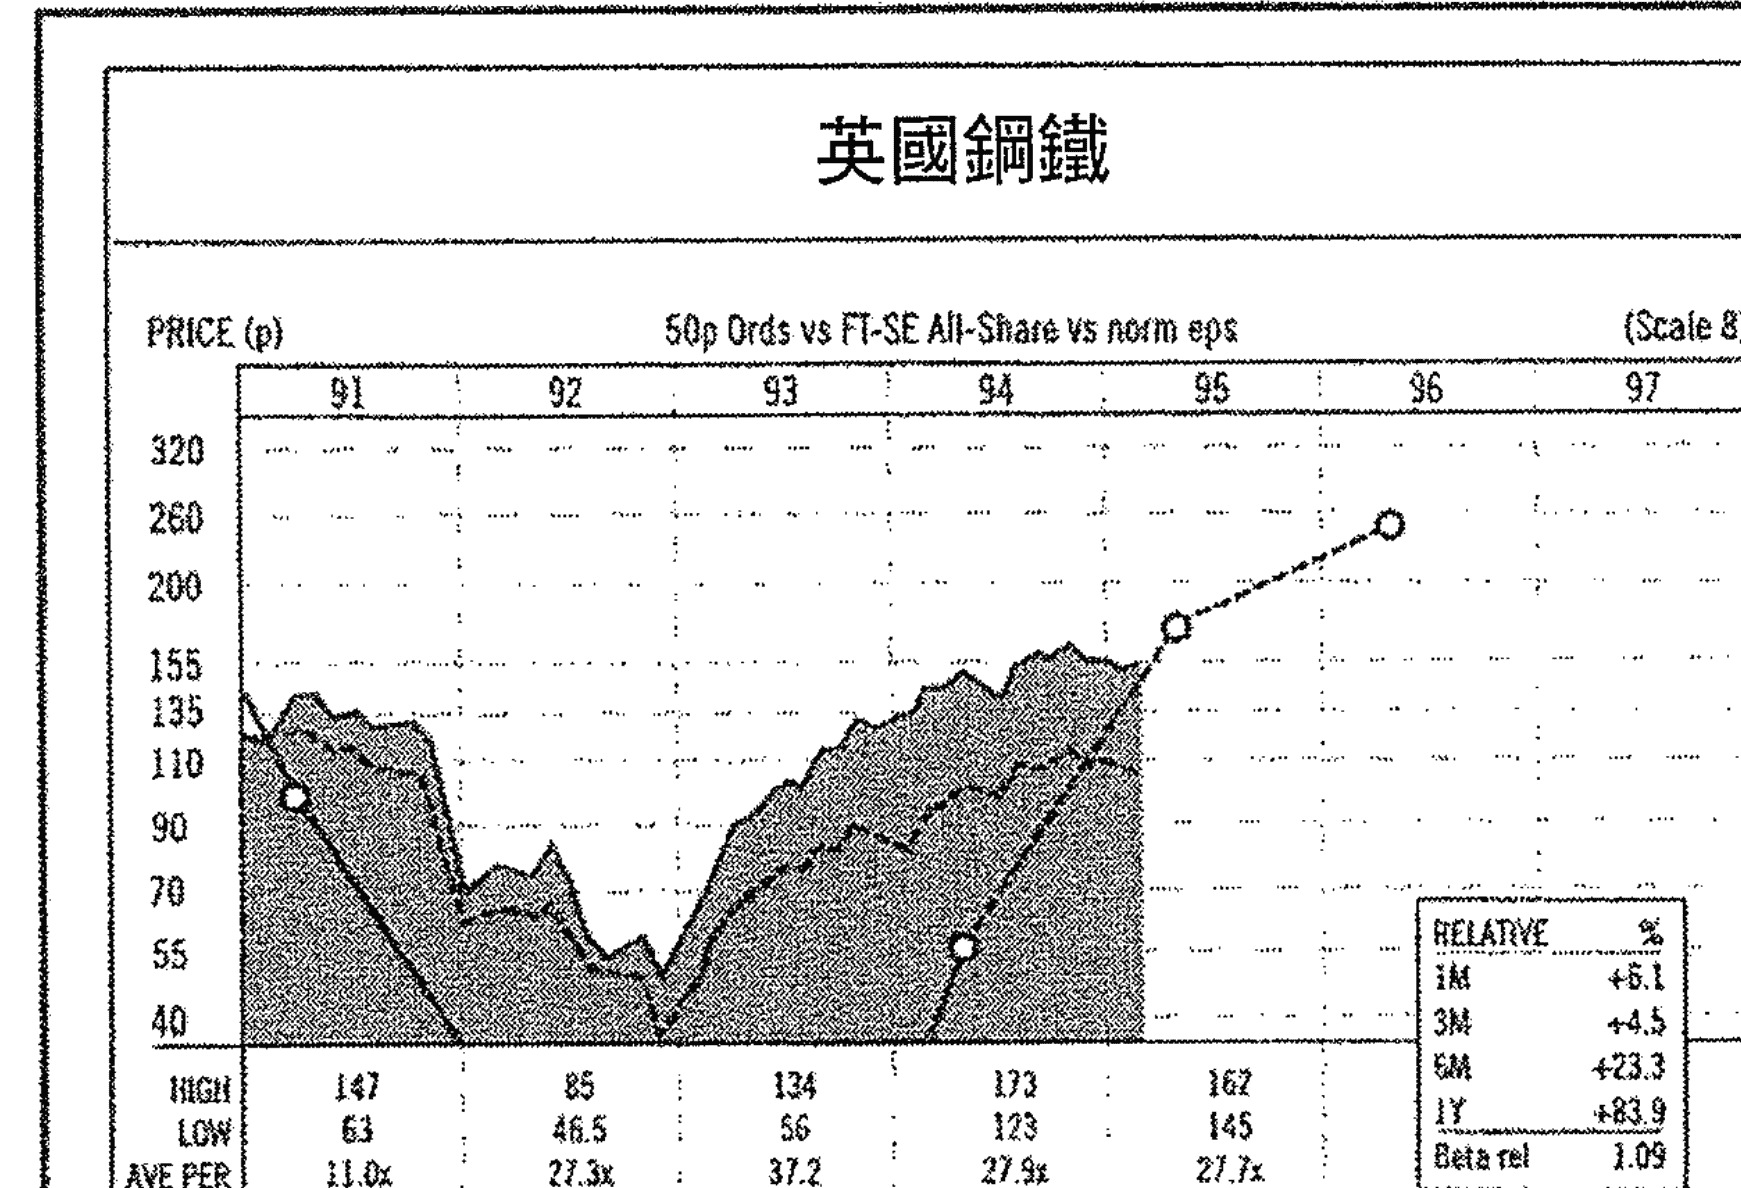 英國鋼鐵
PRICE (p) 50p Ords vs FT-SE All-Share vs norm eps (Scale 8)
91 92 93 94 95 96 97
320
260
200
155
135
110
90
70
55
40
HIGH 147 85 134 173 162
LOW 63 46.5 56 123 145
AVE PER 11.0x 27.3x 37.2 27.9x 27.7x
RELATIVE %
1M +6.1
3M +4.5
6M +23.3
1Y +83.9
Beta rel 1.09